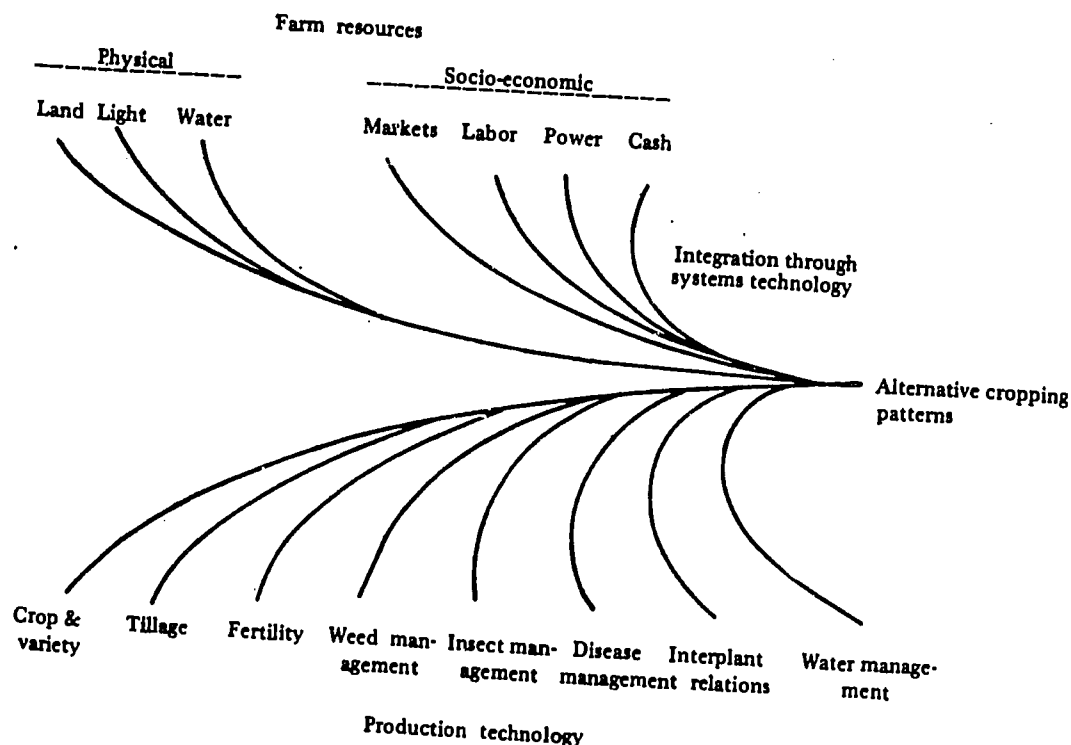 Farm resources
Physical
Socio-economic
Land Light Water
Markets Labor Power Cash
Integration through
systems technology
Alternative cropping
patterns
Crop &
variety
Tillage
Fertility
Weed man-
agement
Insect man-
agement
Disease
management
Interplant
relations
Water manage-
ment
Production technology